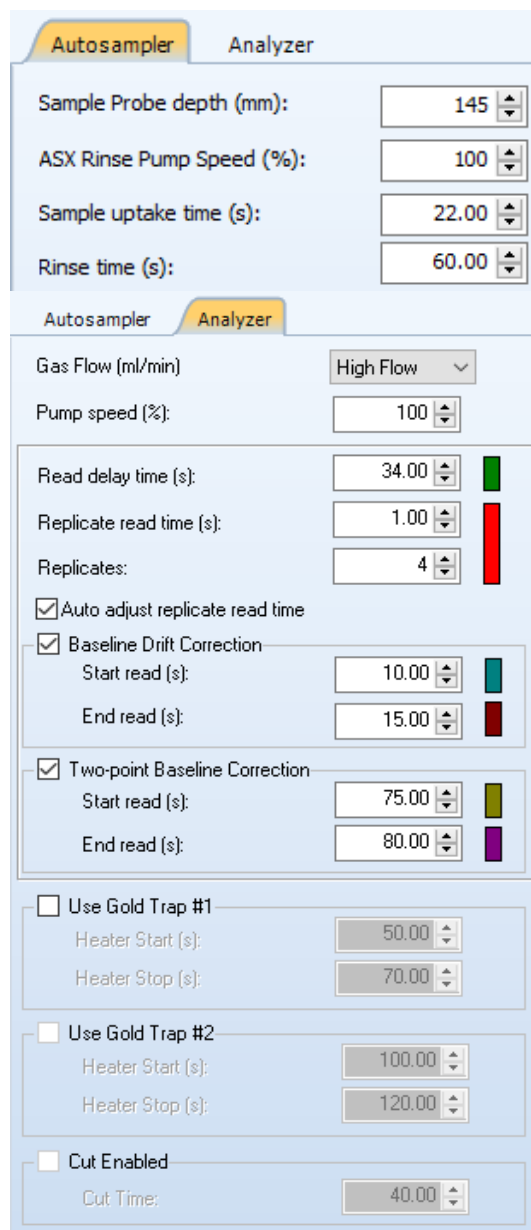 Autosampler Analyzer
Sample Probe depth (mm): 145
ASX Rinse Pump Speed (%): 100
Sample uptake time (s): 22.00
Rinse time (s): 60.00
Autosampler Analyzer
Gas Flow (ml/min) High Flow
Pump speed (%): 100
Read delay time (s): 34.00
Replicate read time (s): 1.00
Replicates: 4
Auto adjust replicate read time
Baseline Drift Correction
Start read (s): 10.00
End read (s): 15.00
Two-point Baseline Correction
Start read (s): 75.00
End read (s): 80.00
Use Gold Trap #1
Heater Start (s): 50.00
Heater Stop (s): 70.00
Use Gold Trap #2
Heater Start (s): 100.00
Heater Stop (s): 120.00
Cut Enabled
Cut Time: 40.00